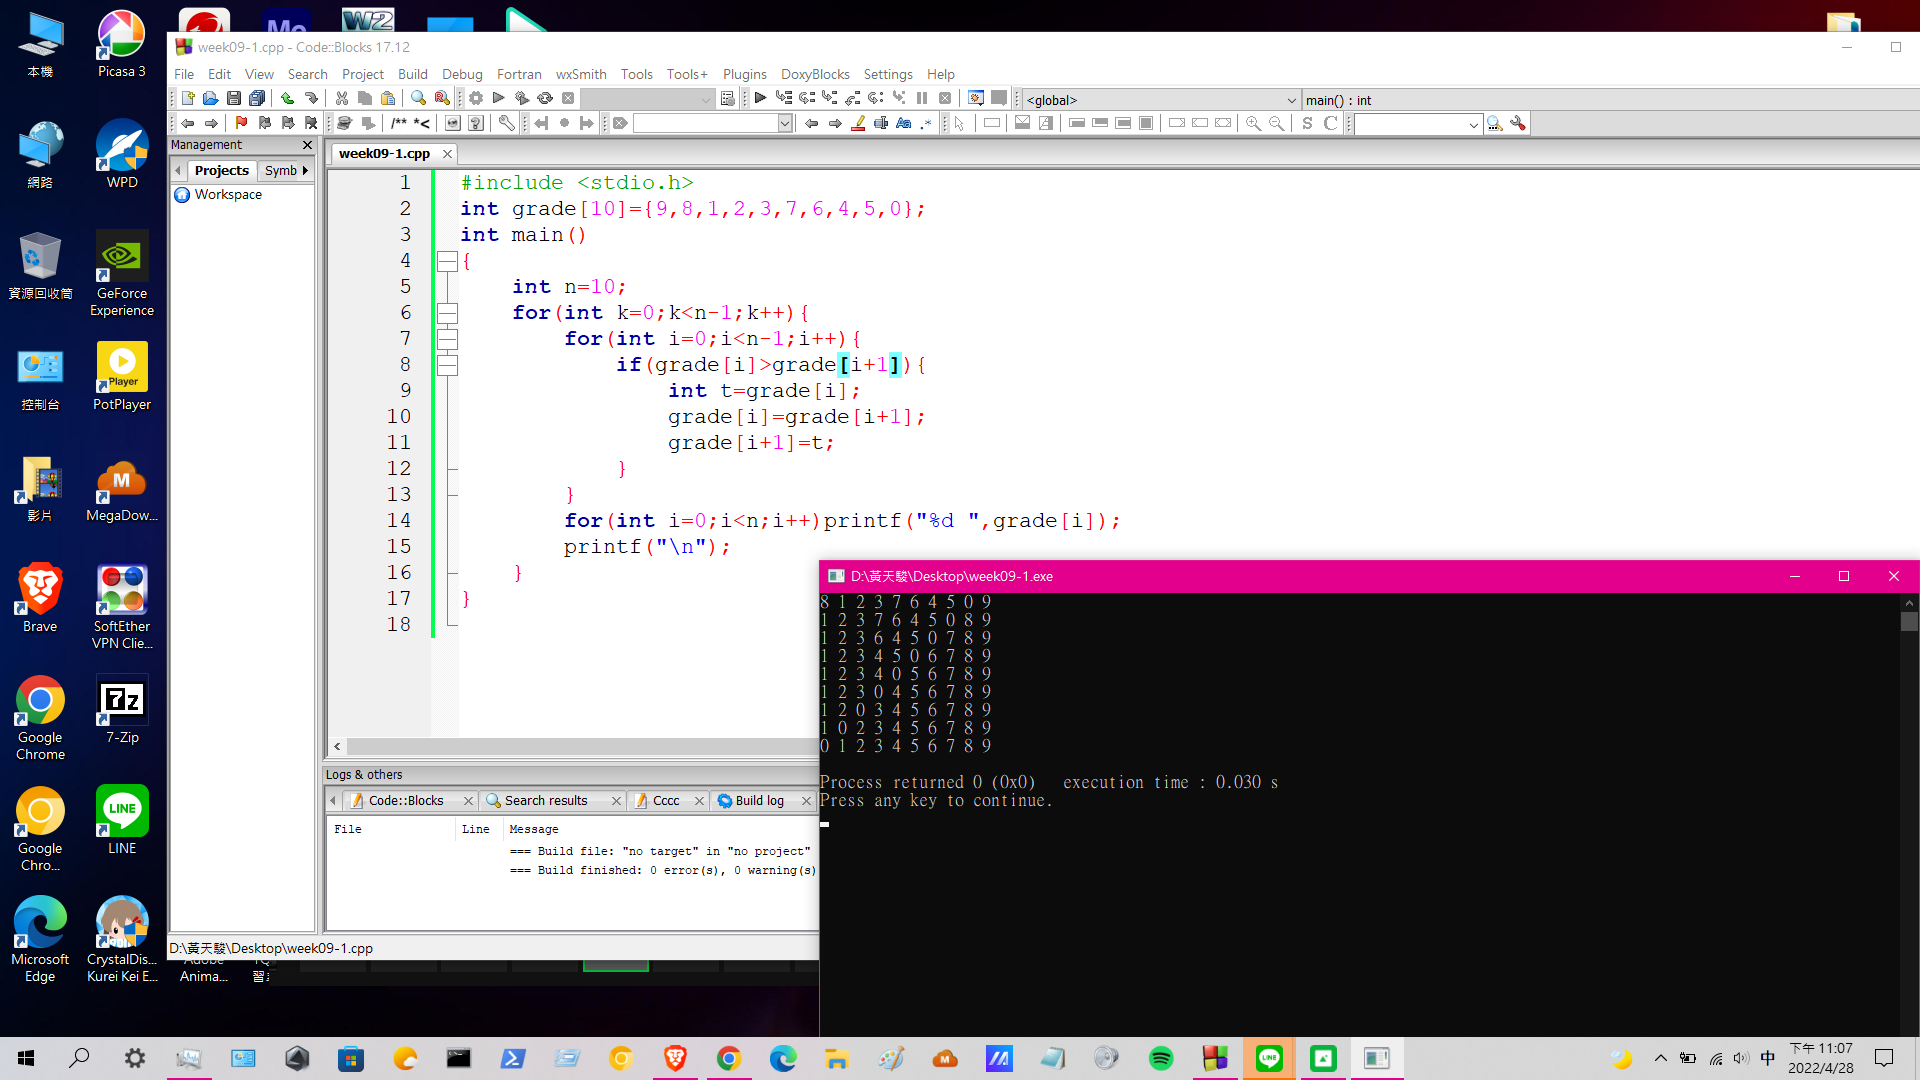 本機
Picasa 3
網路
WPD
資源回收筒
GeForce
Experience
控制台
Player
PotPlayer
影片
M
MegaDow...
Brave
SoftEther
VPN Clie...
Google
Chrome
7z
7-Zip
Google
Chro...
LINE
LINE
Microsoft
Edge
CrystalDis...
Kurei Kei E...
Anima...
week09-1.cpp - Code::Blocks 17.12
File Edit View Search Project Build Debug Fortran wxSmith Tools Tools+ Plugins DoxyBlocks Settings Help
<global>
main() : int
/** *<
Management
Projects
Symb
Workspace
week09-1.cpp
1 #include <stdio.h>
2 int grade[10]={9,8,1,2,3,7,6,4,5,0};
3 int main()
4 {
5 int n=10;
6 for(int k=0;k<n-1;k++){
7 for(int i=0;i<n-1;i++){
8 if(grade[i]>grade[i+1]){
9 int t=grade[i];
10 grade[i]=grade[i+1];
11 grade[i+1]=t;
12 }
13 }
14 for(int i=0;i<n;i++)printf("%d ",grade[i]);
15 printf("\n");
16 }
17 }
18
Logs & others
Code::Blocks
Search results
Cccc
Build log
File Line Message
=== Build file: "no target" in "no project"
=== Build finished: 0 error(s), 0 warning(s)
D:\黃天駿\Desktop\week09-1.cpp
D:\黃天駿\Desktop\week09-1.exe
8 1 2 3 7 6 4 5 0 9
1 2 3 7 6 4 5 0 8 9
1 2 3 6 4 5 0 7 8 9
1 2 3 4 5 0 6 7 8 9
1 2 3 4 0 5 6 7 8 9
1 2 3 0 4 5 6 7 8 9
1 2 0 3 4 5 6 7 8 9
1 0 2 3 4 5 6 7 8 9
0 1 2 3 4 5 6 7 8 9
Process returned 0 (0x0) execution time : 0.030 s
Press any key to continue.
中
下午 11:07
2022/4/28